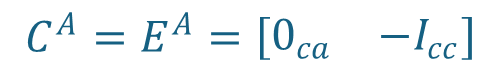 C^A = E^A = [0_{ca} -I_{cc}]